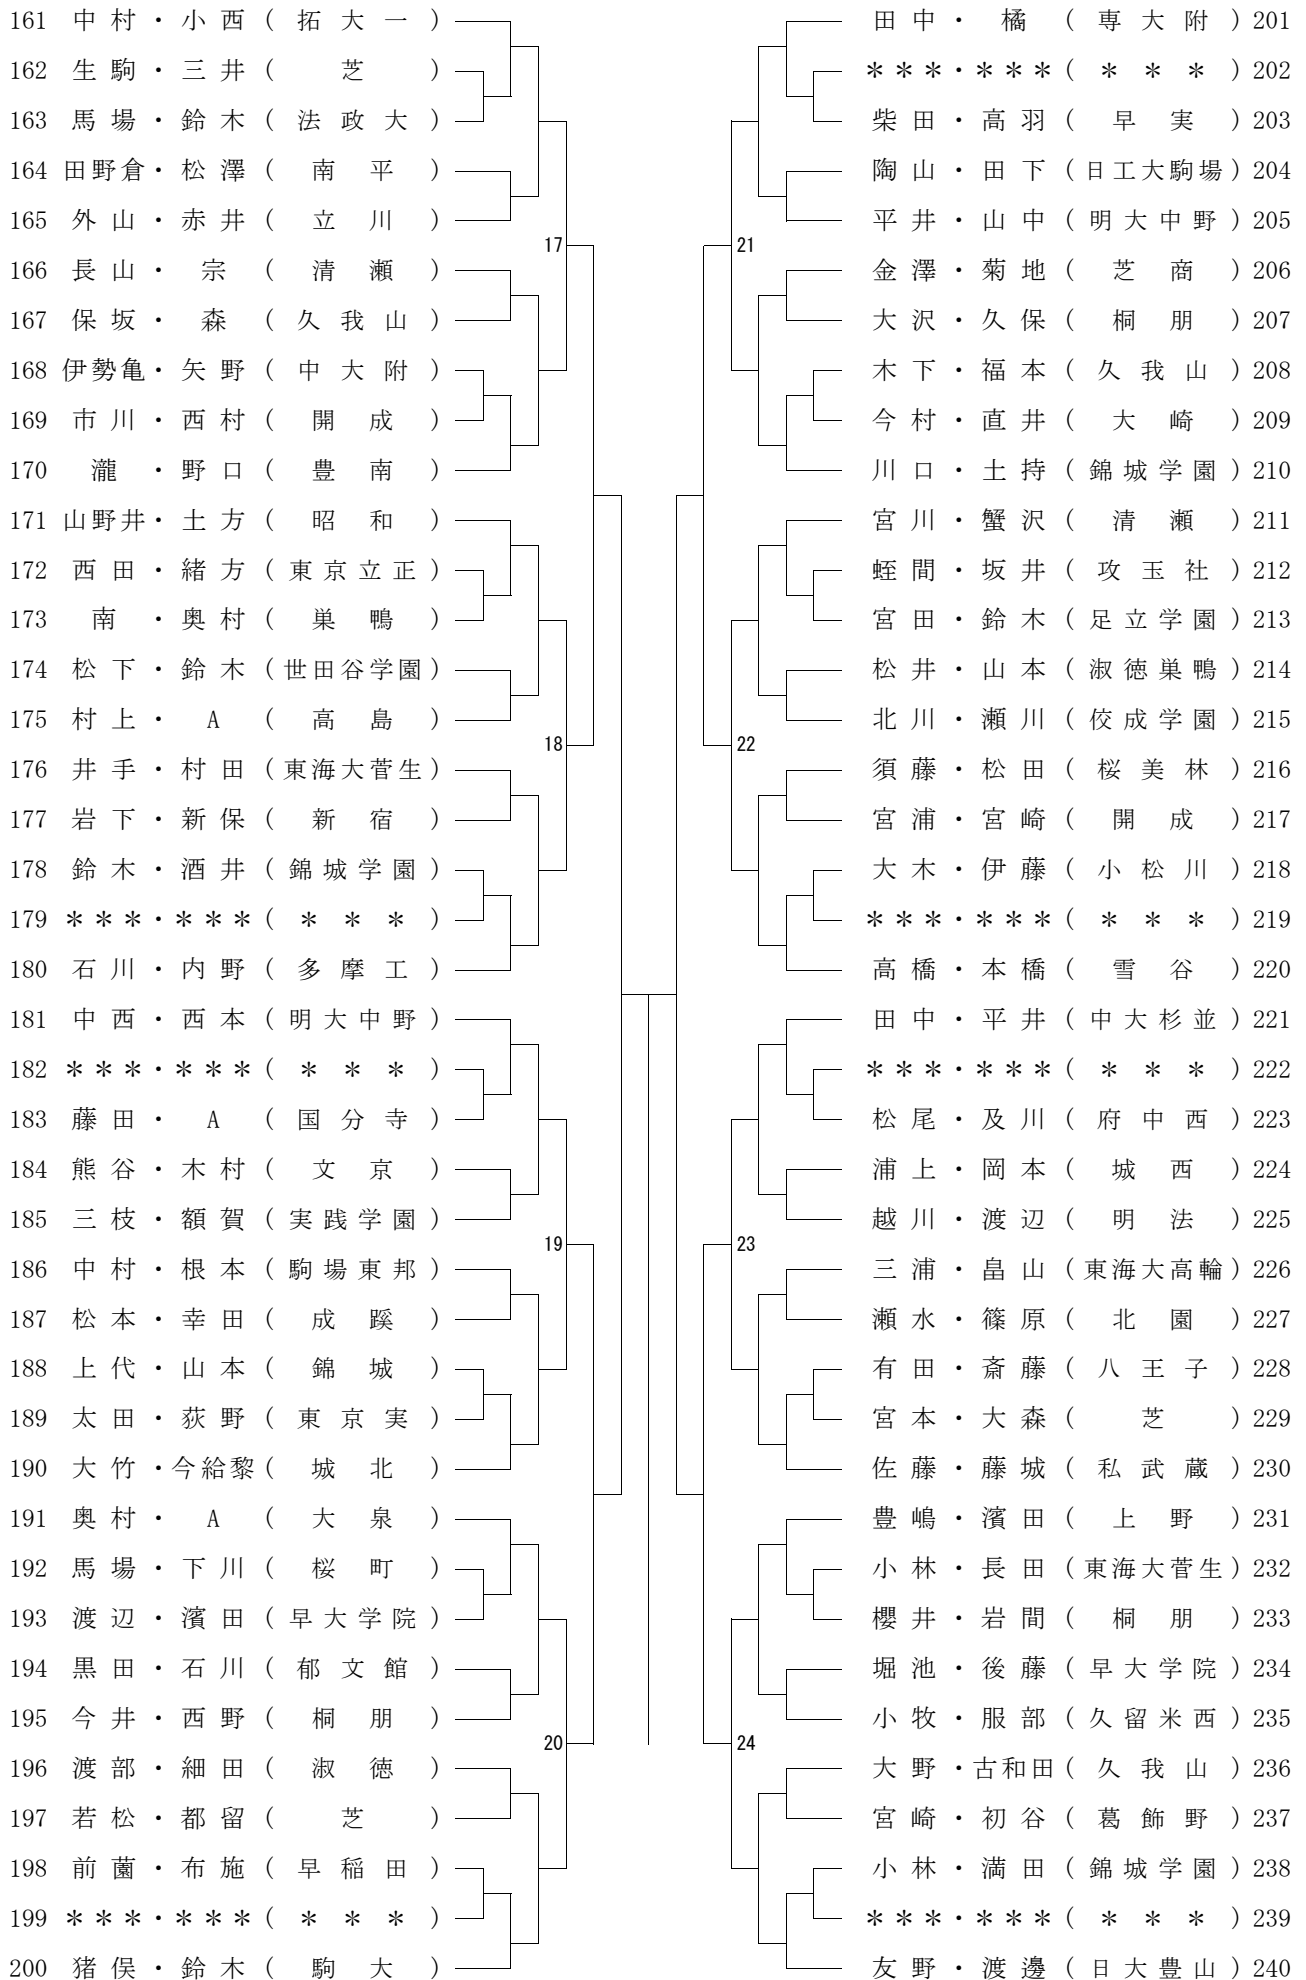 161 中村・小西 ( 拓大一 )
162 生駒・三井 ( 芝 )
163 馬場・鈴木 ( 法政大 )
164 田野倉・松澤 ( 南平 )
165 外山・赤井 ( 立川 )
17
166 長山・宗 ( 清瀬 )
167 保坂・森 ( 久我山 )
168 伊勢亀・矢野 ( 中大附 )
169 市川・西村 ( 開成 )
170 瀧・野口 ( 豊南 )
171 山野井・土方 ( 昭和 )
172 西田・緒方 ( 東京立正 )
173 南・奥村 ( 巣鴨 )
174 松下・鈴木 ( 世田谷学園 )
175 村上・A ( 高島 )
18
176 井手・村田 ( 東海大菅生 )
177 岩下・新保 ( 新宿 )
178 鈴木・酒井 ( 錦城学園 )
179 ***・*** ( *** )
180 石川・内野 ( 多摩工 )
181 中西・西本 ( 明大中野 )
182 ***・*** ( *** )
183 藤田・A ( 国分寺 )
184 熊谷・木村 ( 文京 )
185 三枝・額賀 ( 実践学園 )
19
186 中村・根本 ( 駒場東邦 )
187 松本・幸田 ( 成蹊 )
188 上代・山本 ( 錦城 )
189 太田・荻野 ( 東京実 )
190 大竹・今給黎 ( 城北 )
191 奥村・A ( 大泉 )
192 馬場・下川 ( 桜町 )
193 渡辺・濱田 ( 早大学院 )
194 黒田・石川 ( 郁文館 )
195 今井・西野 ( 桐朋 )
20
196 渡部・細田 ( 淑徳 )
197 若松・都留 ( 芝 )
198 前薗・布施 ( 早稲田 )
199 ***・*** ( *** )
200 猪俣・鈴木 ( 駒大 )
田中・橘 ( 専大附 ) 201
***・*** ( *** ) 202
柴田・高羽 ( 早実 ) 203
陶山・田下 ( 日工大駒場 ) 204
平井・山中 ( 明大中野 ) 205
21
金澤・菊地 ( 芝商 ) 206
大沢・久保 ( 桐朋 ) 207
木下・福本 ( 久我山 ) 208
今村・直井 ( 大崎 ) 209
川口・土持 ( 錦城学園 ) 210
宮川・蟹沢 ( 清瀬 ) 211
蛭間・坂井 ( 攻玉社 ) 212
宮田・鈴木 ( 足立学園 ) 213
松井・山本 ( 淑徳巣鴨 ) 214
北川・瀬川 ( 佼成学園 ) 215
22
須藤・松田 ( 桜美林 ) 216
宮浦・宮崎 ( 開成 ) 217
大木・伊藤 ( 小松川 ) 218
***・*** ( *** ) 219
高橋・本橋 ( 雪谷 ) 220
田中・平井 ( 中大杉並 ) 221
***・*** ( *** ) 222
松尾・及川 ( 府中西 ) 223
浦上・岡本 ( 城西 ) 224
越川・渡辺 ( 明法 ) 225
23
三浦・畠山 ( 東海大高輪 ) 226
瀬水・篠原 ( 北園 ) 227
有田・斎藤 ( 八王子 ) 228
宮本・大森 ( 芝 ) 229
佐藤・藤城 ( 私武蔵 ) 230
豊嶋・濱田 ( 上野 ) 231
小林・長田 ( 東海大菅生 ) 232
櫻井・岩間 ( 桐朋 ) 233
堀池・後藤 ( 早大学院 ) 234
小牧・服部 ( 久留米西 ) 235
24
大野・古和田 ( 久我山 ) 236
宮崎・初谷 ( 葛飾野 ) 237
小林・満田 ( 錦城学園 ) 238
***・*** ( *** ) 239
友野・渡邊 ( 日大豊山 ) 240